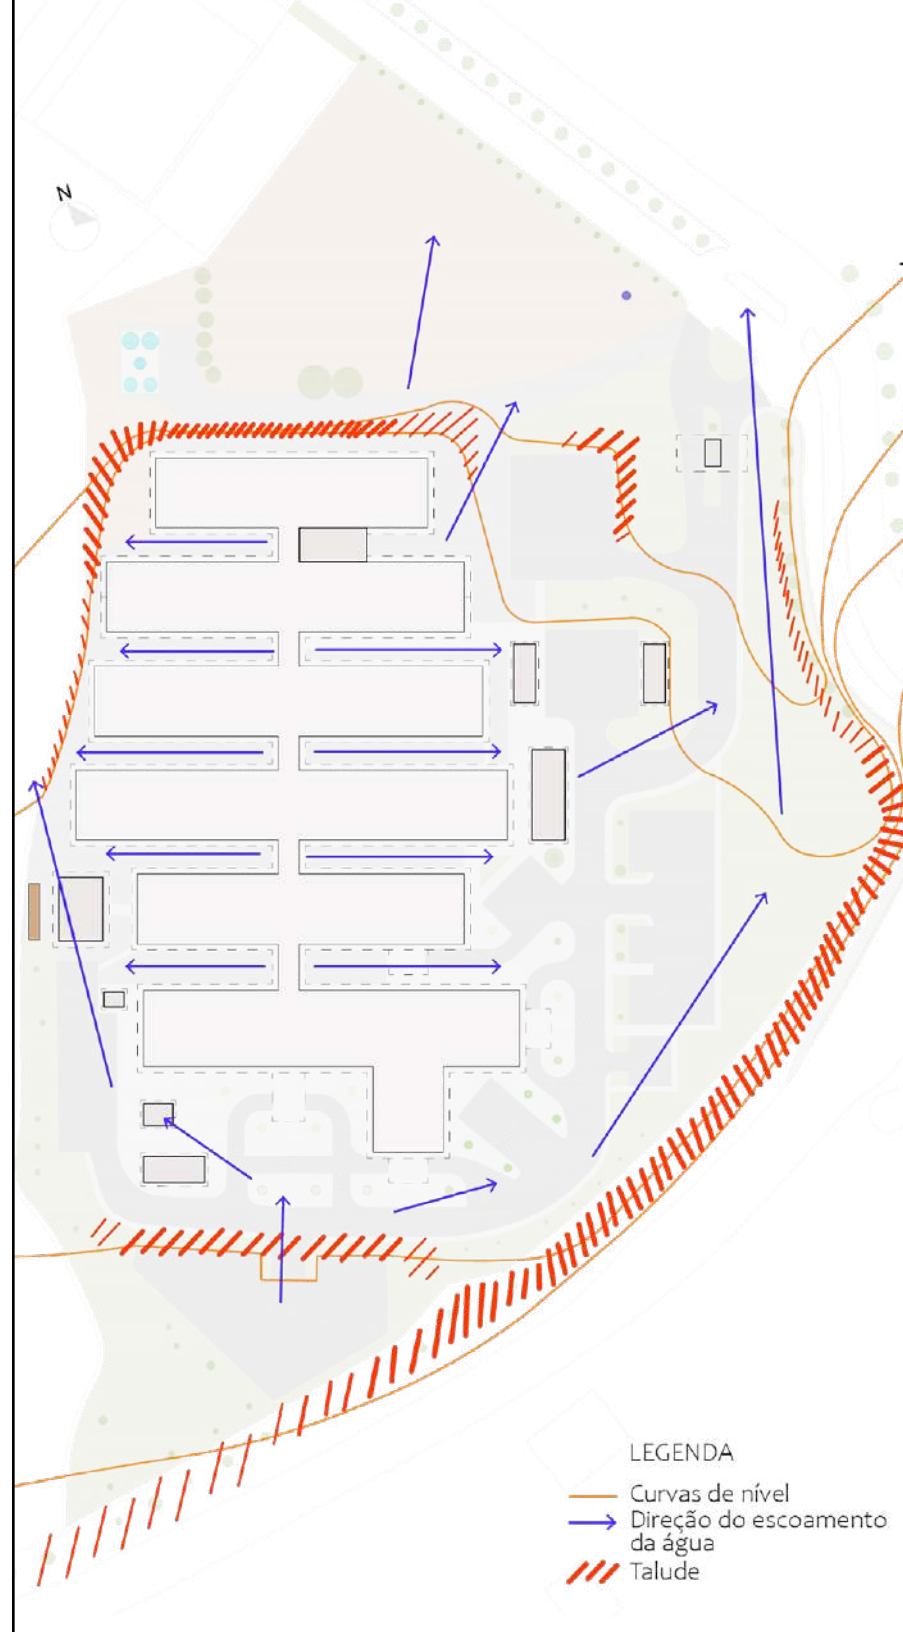 N
LEGENDA
Curvas de nível
Direção do escoamento
da água
Talude